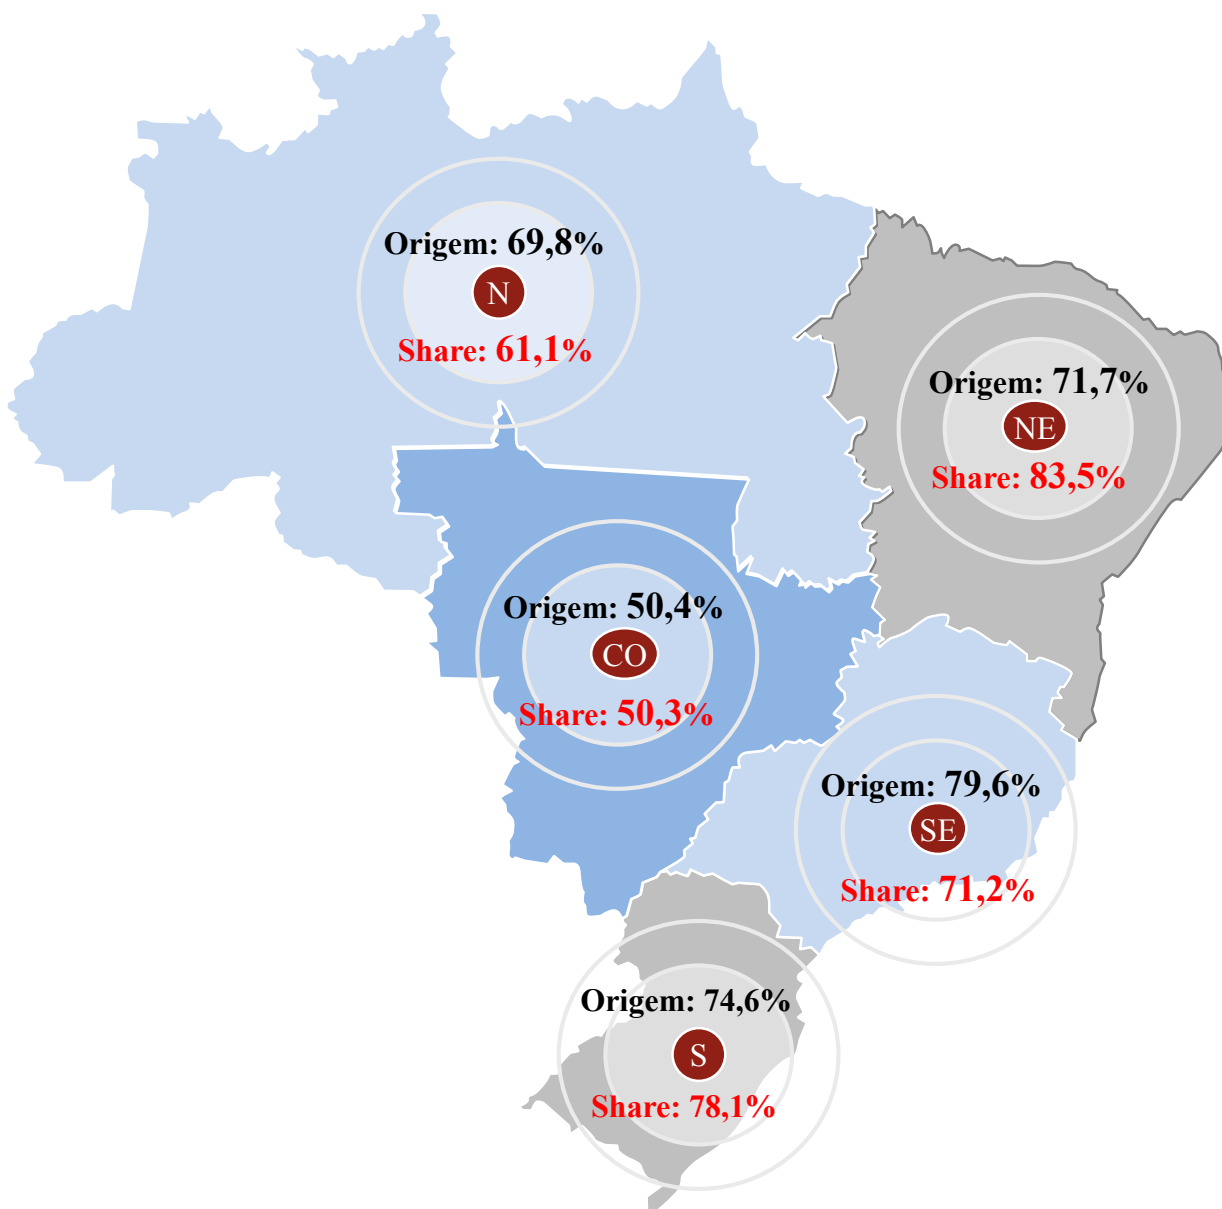 Origem: 69,8%
N
Share: 61,1%
Origem: 71,7%
NE
Share: 83,5%
Origem: 50,4%
CO
Share: 50,3%
Origem: 79,6%
SE
Share: 71,2%
Origem: 74,6%
S
Share: 78,1%